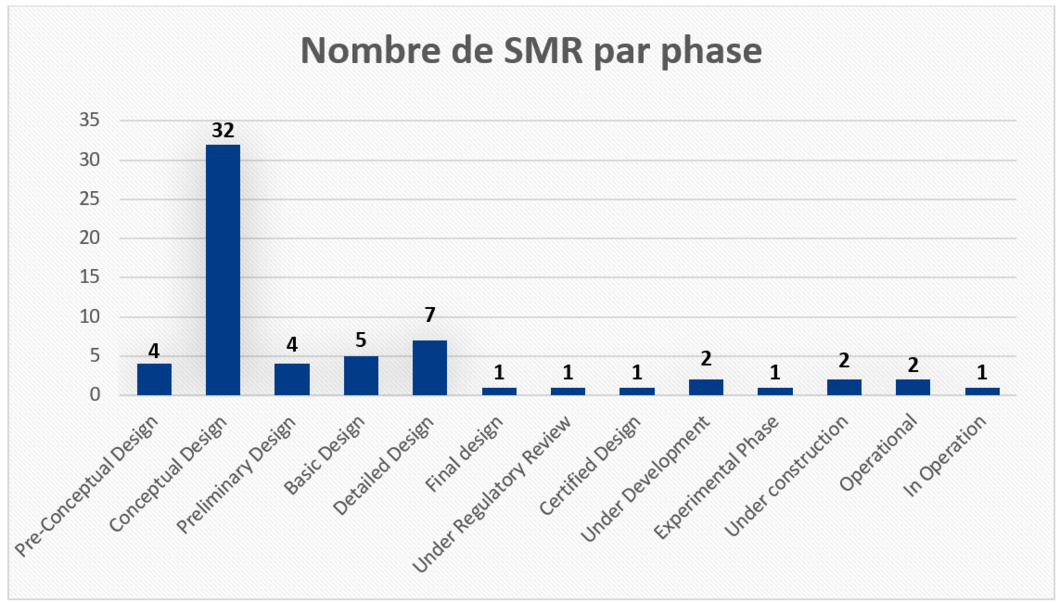 Nombre de SMR par phase
35
30
25
20
15
10
5
0
4
32
4
5
7
1
1
1
2
1
2
2
1
Pre-Conceptual Design
Conceptual Design
Preliminary Design
Basic Design
Detailed Design
Final design
Under Regulatory Review
Certified Design
Under Development
Experimental Phase
Under construction
Operational
In Operation